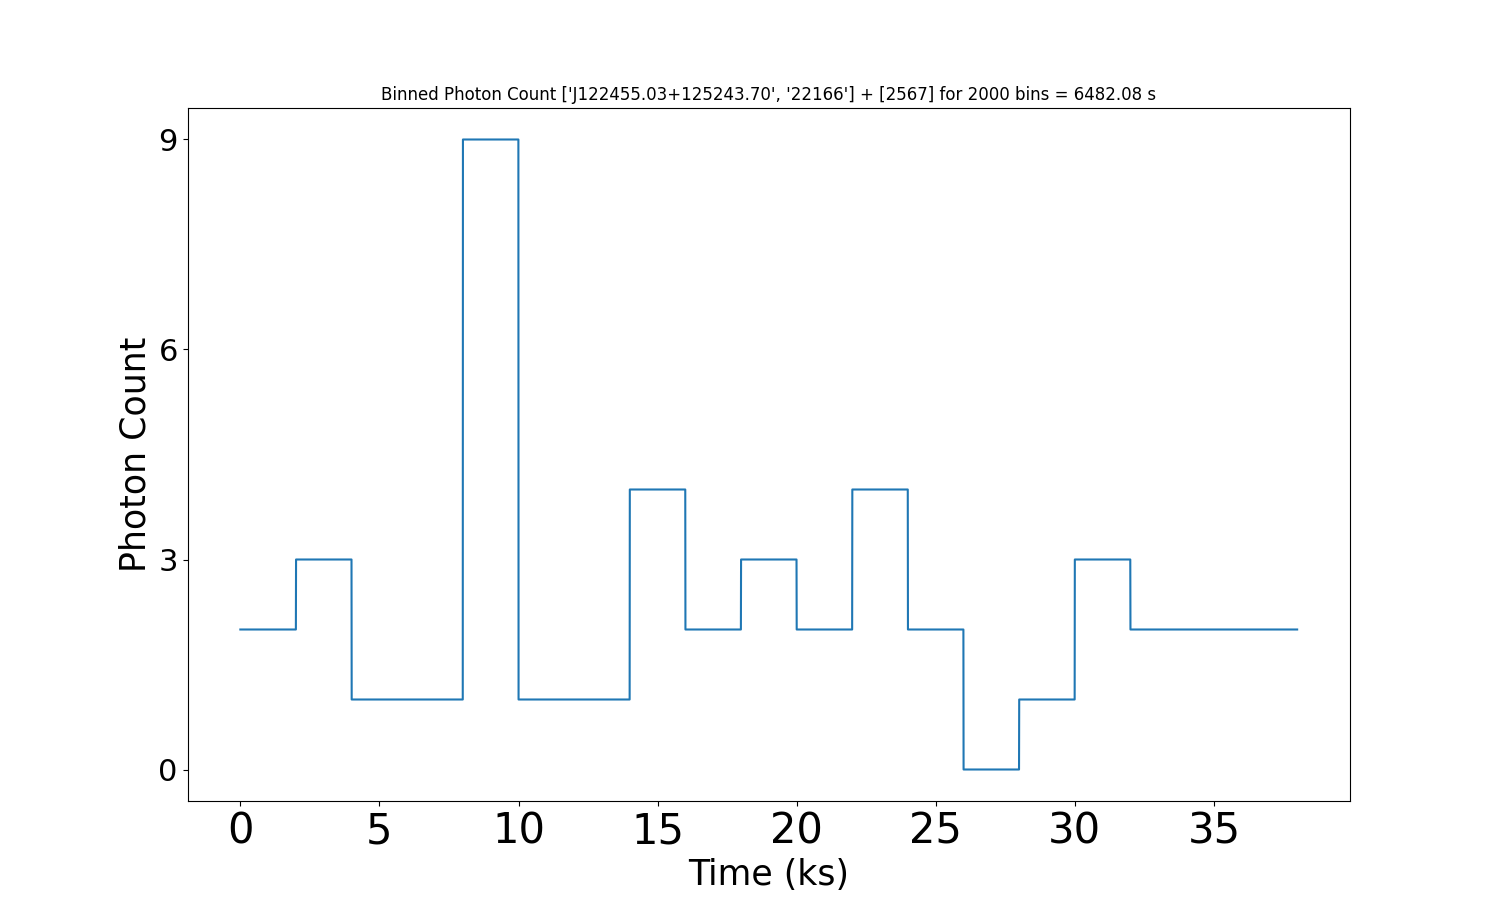 Binned Photon Count ['J122455.03+125243.70', '22166'] + [2567] for 2000 bins = 6482.08 s
9
6
3
0
Photon Count
0 5 10 15 20 25 30 35
Time (ks)